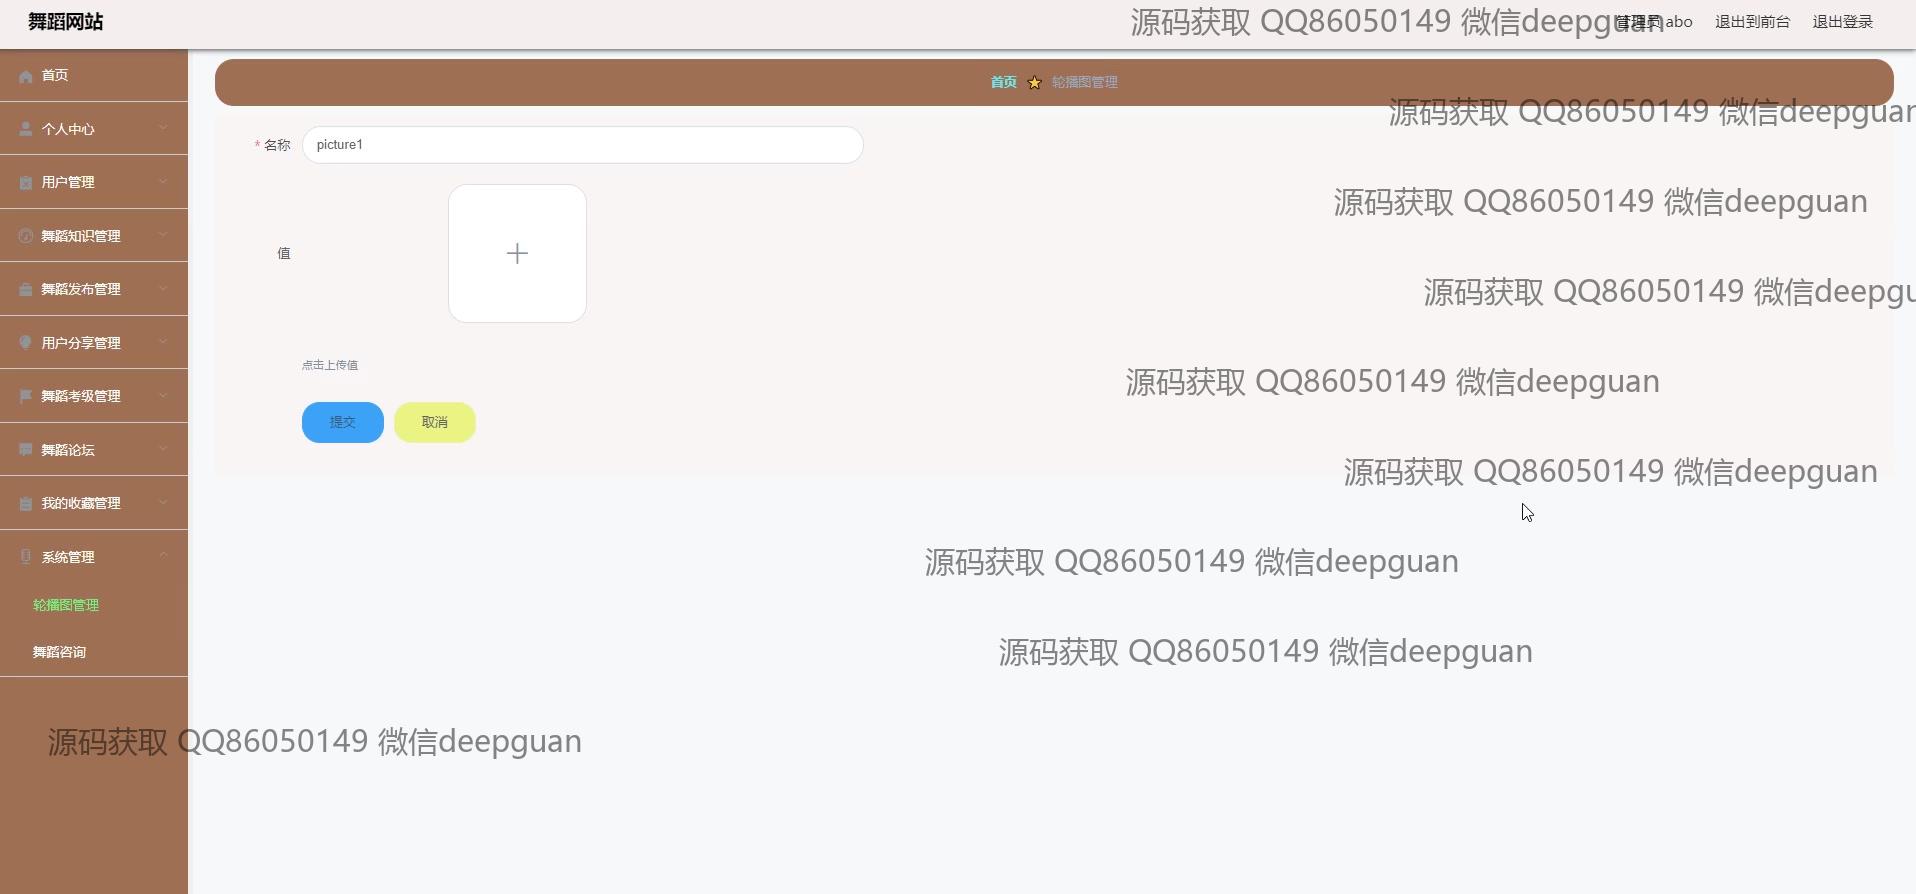 舞蹈网站
源码获取 QQ86050149 微信deepguan
管理员 abo 退出到前台 退出登录
首页
首页 轮播图管理
源码获取 QQ86050149 微信deepguan
个人中心
* 名称 picture1
用户管理
源码获取 QQ86050149 微信deepguan
舞蹈知识管理
值
舞蹈发布管理
源码获取 QQ86050149 微信deepgu
用户分享管理
点击上传值
源码获取 QQ86050149 微信deepguan
舞蹈考级管理
提交 取消
舞蹈论坛
源码获取 QQ86050149 微信deepguan
我的收藏管理
系统管理
源码获取 QQ86050149 微信deepguan
轮播图管理
舞蹈咨询
源码获取 QQ86050149 微信deepguan
源码获取 QQ86050149 微信deepguan